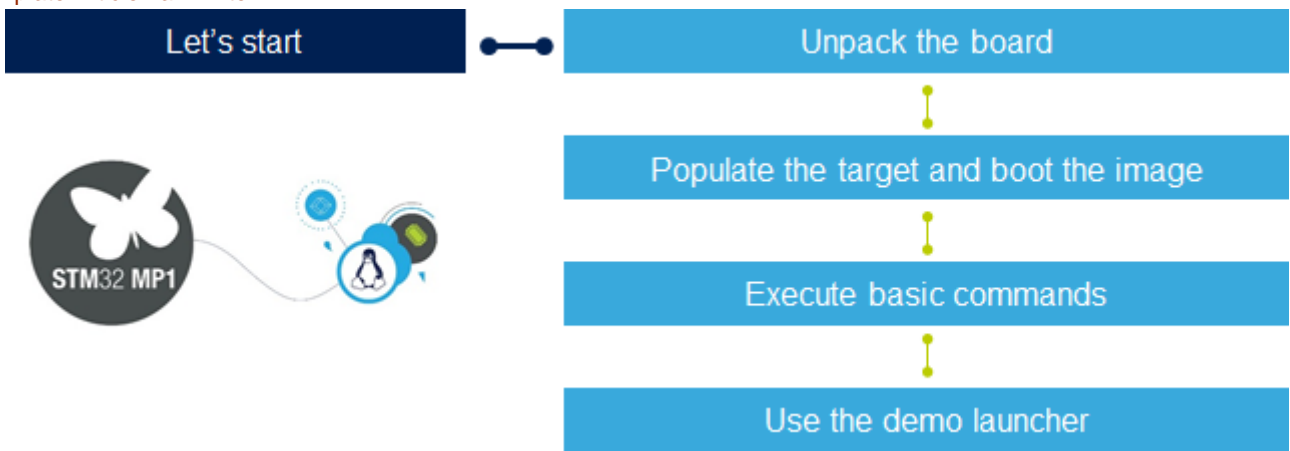 Let's start
Unpack the board
Populate the target and boot the image
STM32 MP1
Execute basic commands
Use the demo launcher